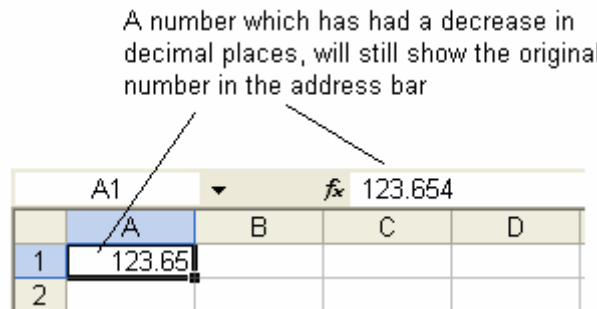 A number which has had a decrease in
decimal places, will still show the original
number in the address bar
A1 fx 123.654
A B C D
1 123.65
2